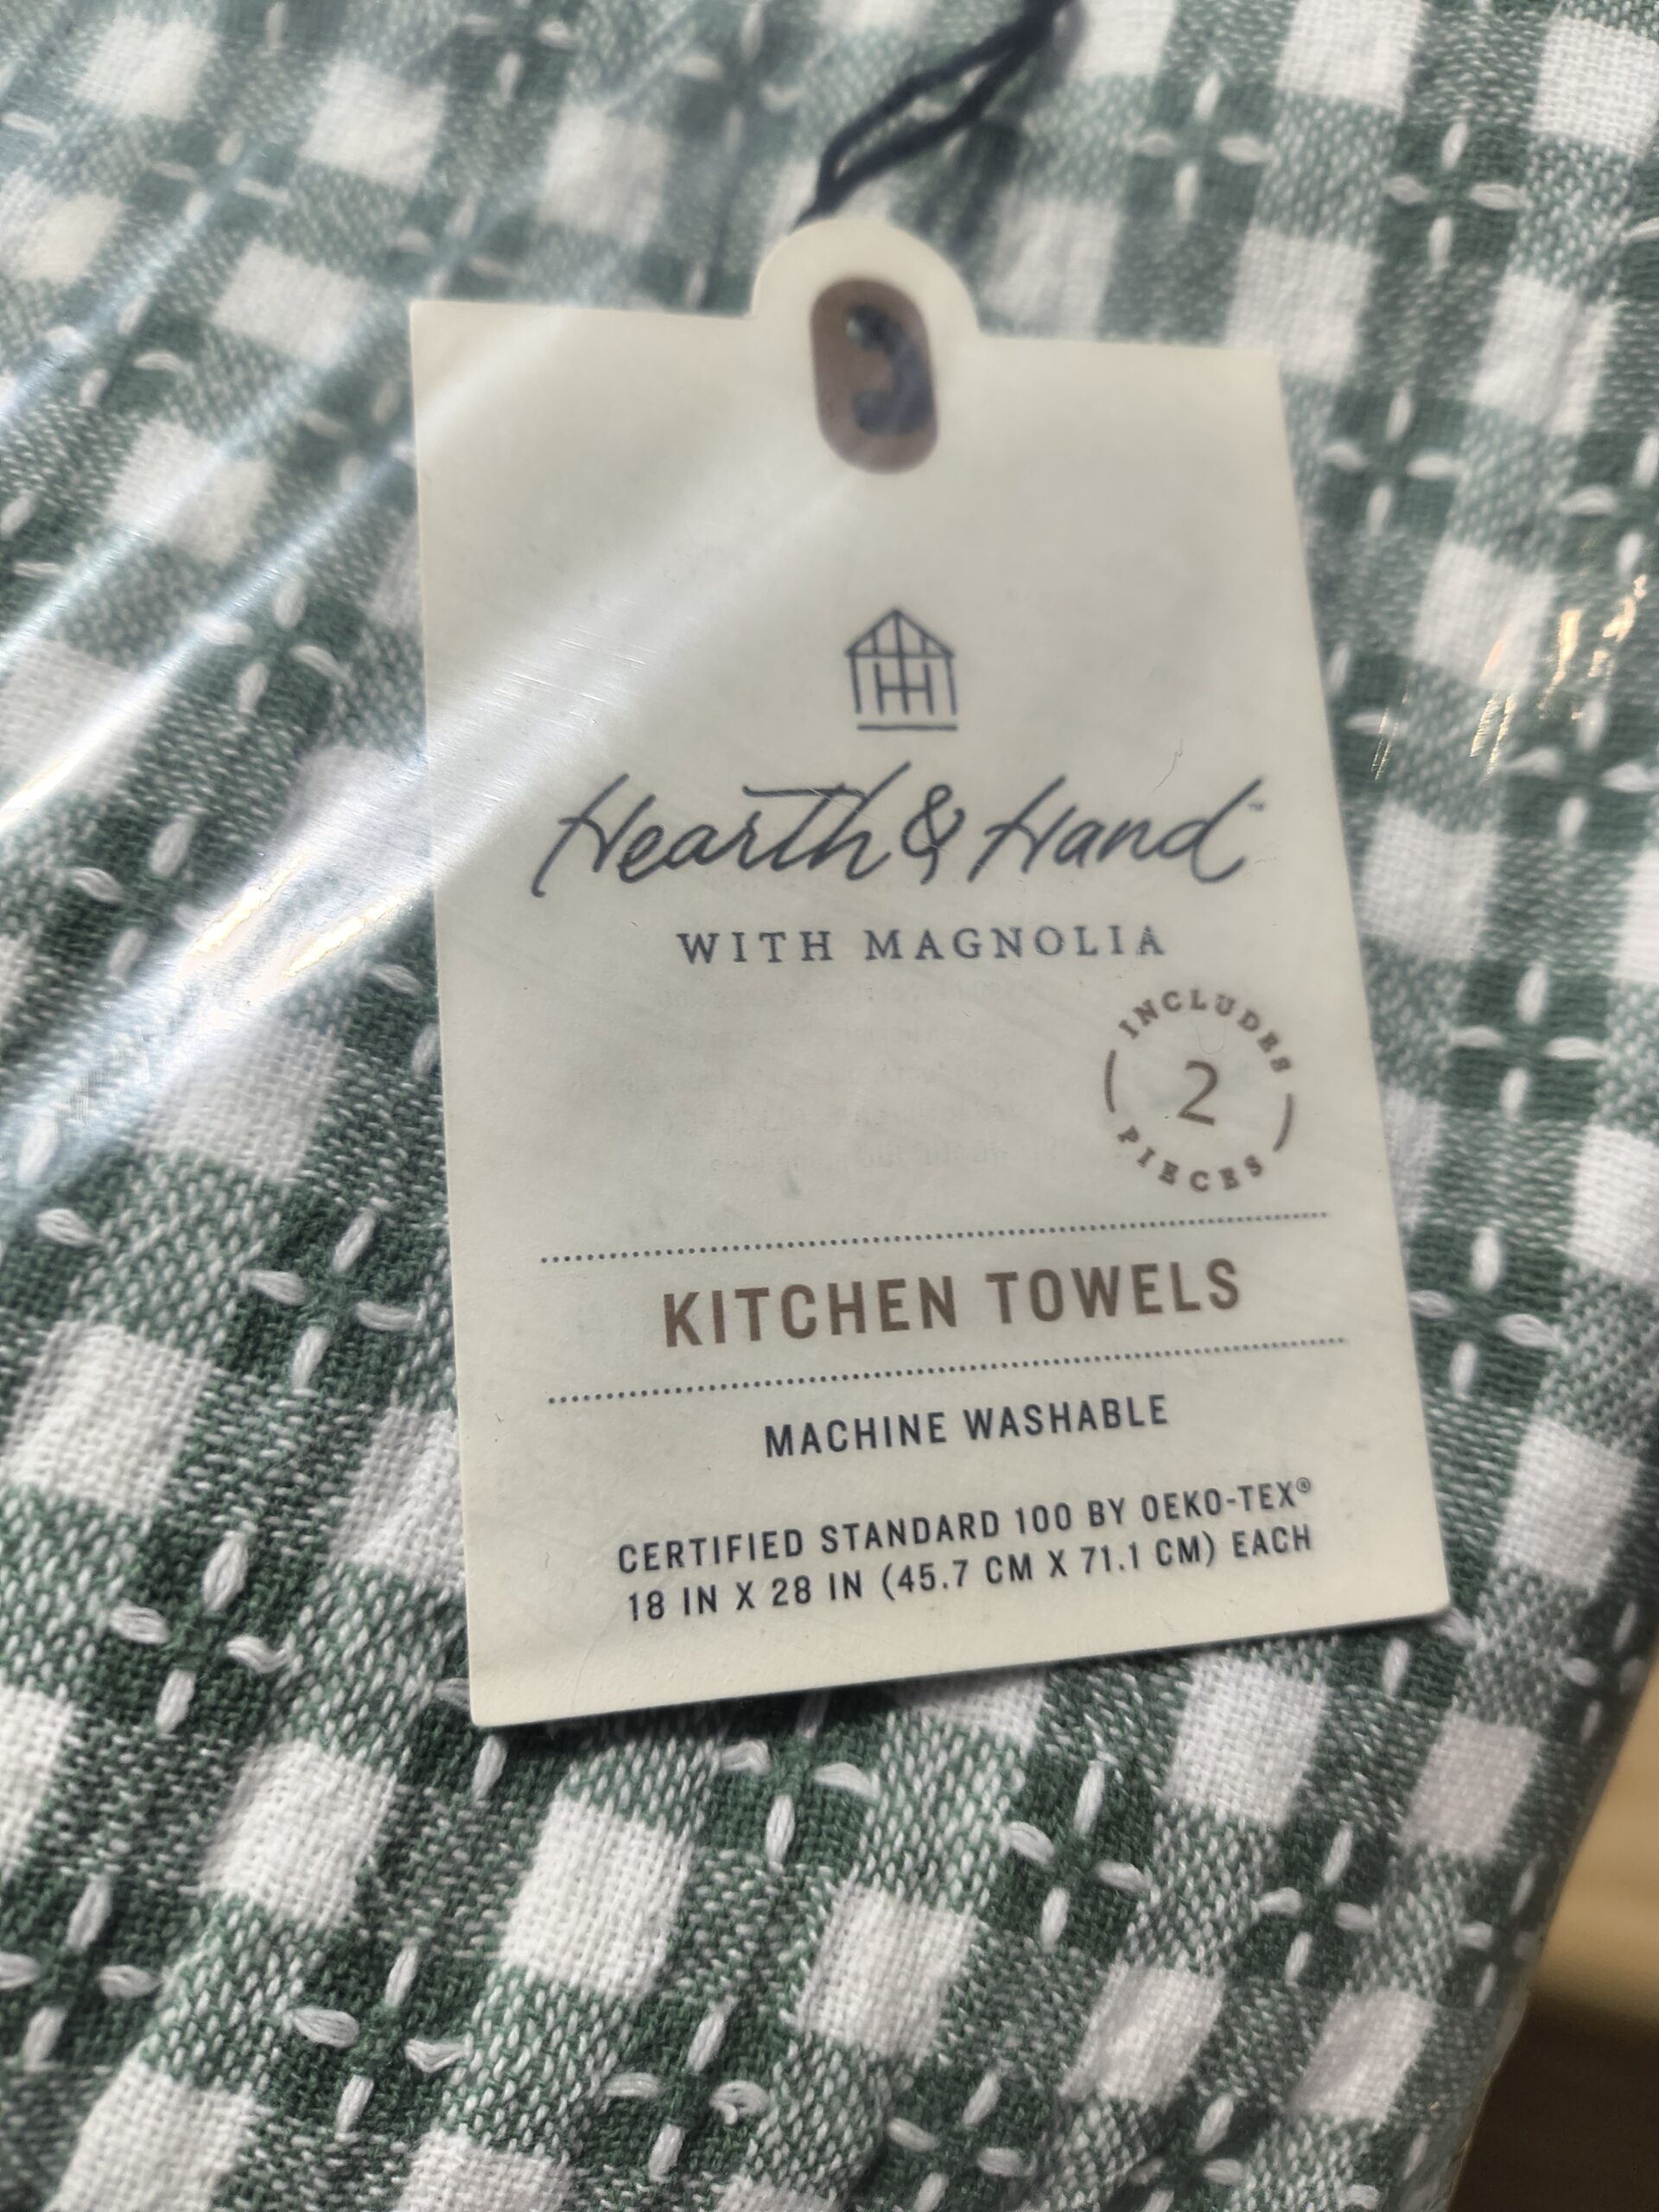 Hearth & Hand™
WITH MAGNOLIA
INCLUDES
2
PIECES
KITCHEN TOWELS
MACHINE WASHABLE
CERTIFIED STANDARD 100 BY OEKO-TEX®
18 IN X 28 IN (45.7 CM X 71.1 CM) EACH